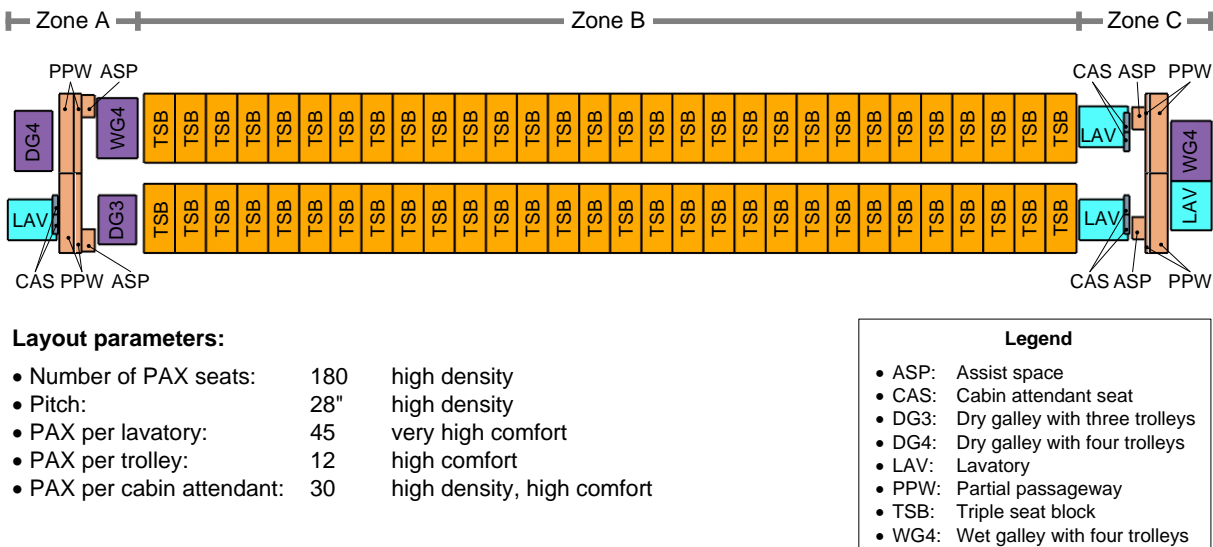 Zone A Zone B Zone C
PPW ASP CAS ASP PPW
DG4 WG4 TSB TSB TSB TSB TSB TSB TSB TSB TSB TSB TSB TSB TSB TSB TSB TSB TSB TSB TSB TSB TSB TSB TSB TSB TSB TSB TSB TSB TSB TSB LAV WG4
LAV DG3 TSB TSB TSB TSB TSB TSB TSB TSB TSB TSB TSB TSB TSB TSB TSB TSB TSB TSB TSB TSB TSB TSB TSB TSB TSB TSB TSB TSB TSB TSB LAV LAV
CAS PPW ASP CAS ASP PPW
Layout parameters:
• Number of PAX seats: 180 high density
• Pitch: 28" high density
• PAX per lavatory: 45 very high comfort
• PAX per trolley: 12 high comfort
• PAX per cabin attendant: 30 high density, high comfort
Legend
• ASP: Assist space
• CAS: Cabin attendant seat
• DG3: Dry galley with three trolleys
• DG4: Dry galley with four trolleys
• LAV: Lavatory
• PPW: Partial passageway
• TSB: Triple seat block
• WG4: Wet galley with four trolleys